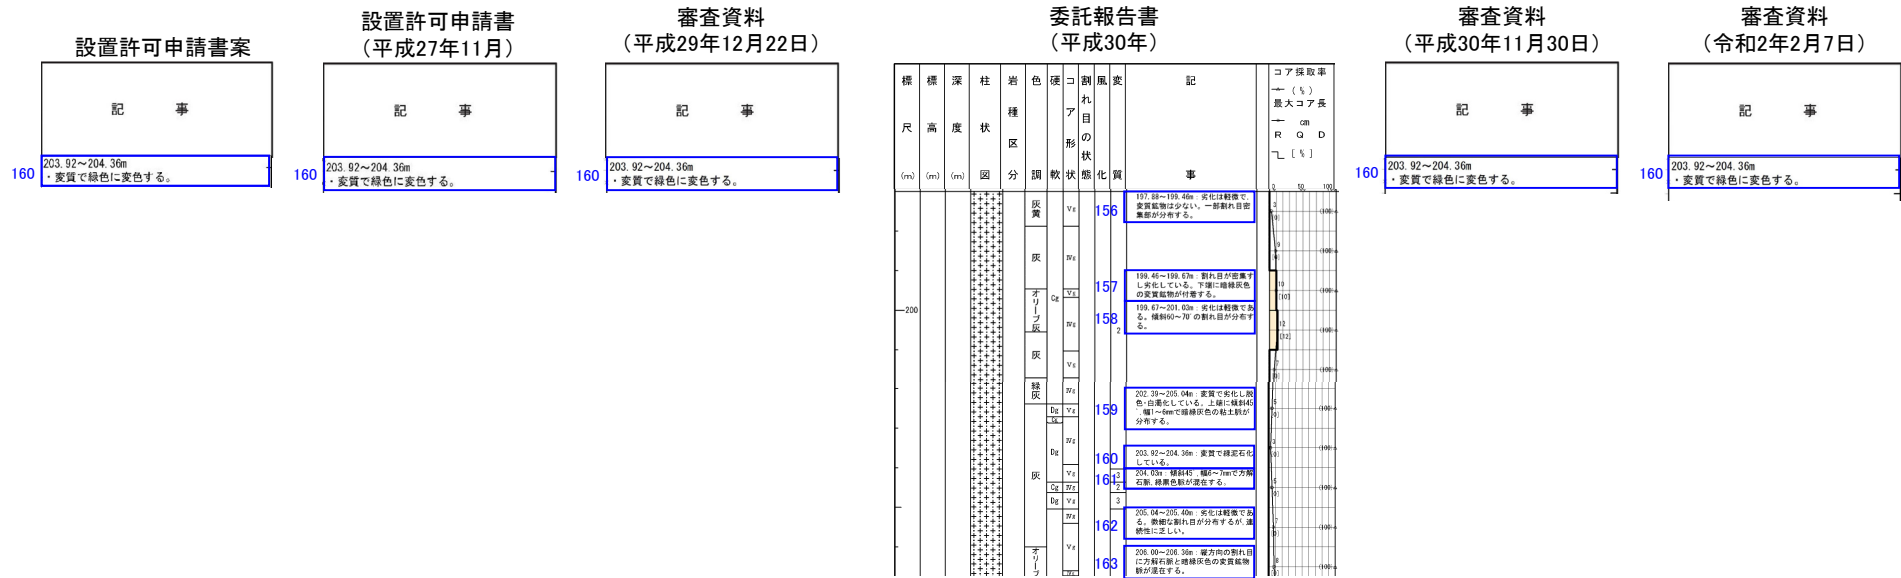 設置許可申請書案
記 事
160
203.92～204.36m
・変質で緑色に変色する。
設置許可申請書
（平成27年11月）
記 事
160
203.92～204.36m
・変質で緑色に変色する。
審査資料
（平成29年12月22日）
記 事
160
203.92～204.36m
・変質で緑色に変色する。
委託報告書
（平成30年）
標尺(m)
標高(m)
深度(m)
柱状図
岩種区分
色調
硬軟
コア形状
割れ目の状態
風化
変質
記事
コア採取率
(%)
最大コア長
cm
R Q D
[%]
0 50 100
200
灰黄
灰
オリーブ灰
灰
緑灰
灰
オリーブ
156
197.88～199.46m：劣化は軽微で、
変質鉱物は少ない。一部割れ目密
集部が分布する。
157
199.46～199.67m：割れ目が密集す
し劣化している。下端に暗緑灰色
の変質鉱物が付着する。
158
199.67～201.03m：劣化は軽微であ
る。傾斜60～70°の割れ目が分布す
る。
159
202.39～205.04m：変質で劣化し脱
色・白濁化している。上端に傾斜45
°、幅1～6mmで暗緑灰色の粘土脈が
分布する。
160
203.92～204.36m：変質で緑泥石化
している。
161
204.03m：傾斜45°、幅6～7mmで方解
石脈、緑黒色脈が混在する。
162
205.04～205.40m：劣化は軽微であ
る。微細な割れ目が分布するが、連
続性に乏しい。
163
206.00～206.36m：縦方向の割れ目
に方解石脈と暗緑灰色の変質鉱物
脈が混在する。
審査資料
（平成30年11月30日）
記 事
160
203.92～204.36m
・変質で緑色に変色する。
審査資料
（令和2年2月7日）
記 事
160
203.92～204.36m
・変質で緑色に変色する。